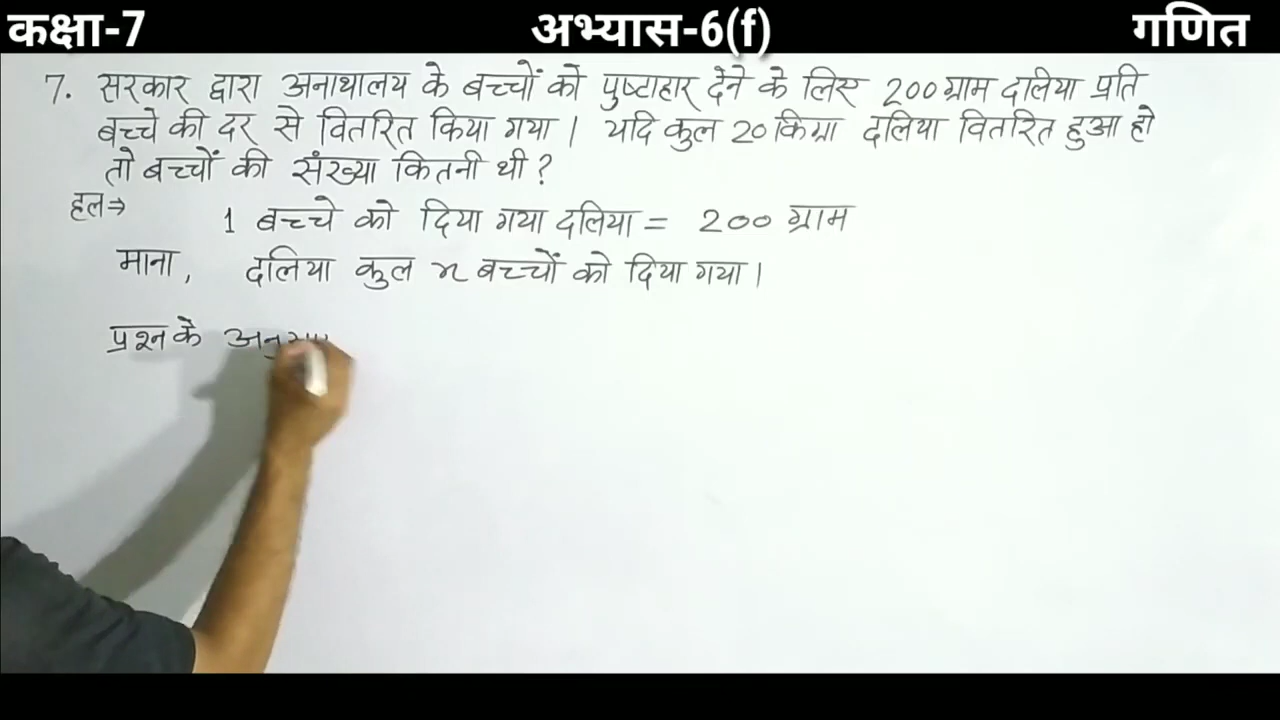 कक्षा-7 अभ्यास-6(f) गणित
7. सरकार द्वारा अनाथालय के बच्चों को पुष्टाहार देने के लिए 200 ग्राम दलिया प्रति
बच्चे की दर से वितरित किया गया। यदि कुल 20 किग्रा दलिया वितरित हुआ हो
तो बच्चों की संख्या कितनी थी?
हल⇒ 1 बच्चे को दिया गया दलिया = 200 ग्राम
माना, दलिया कुल x बच्चों को दिया गया।
प्रश्न के